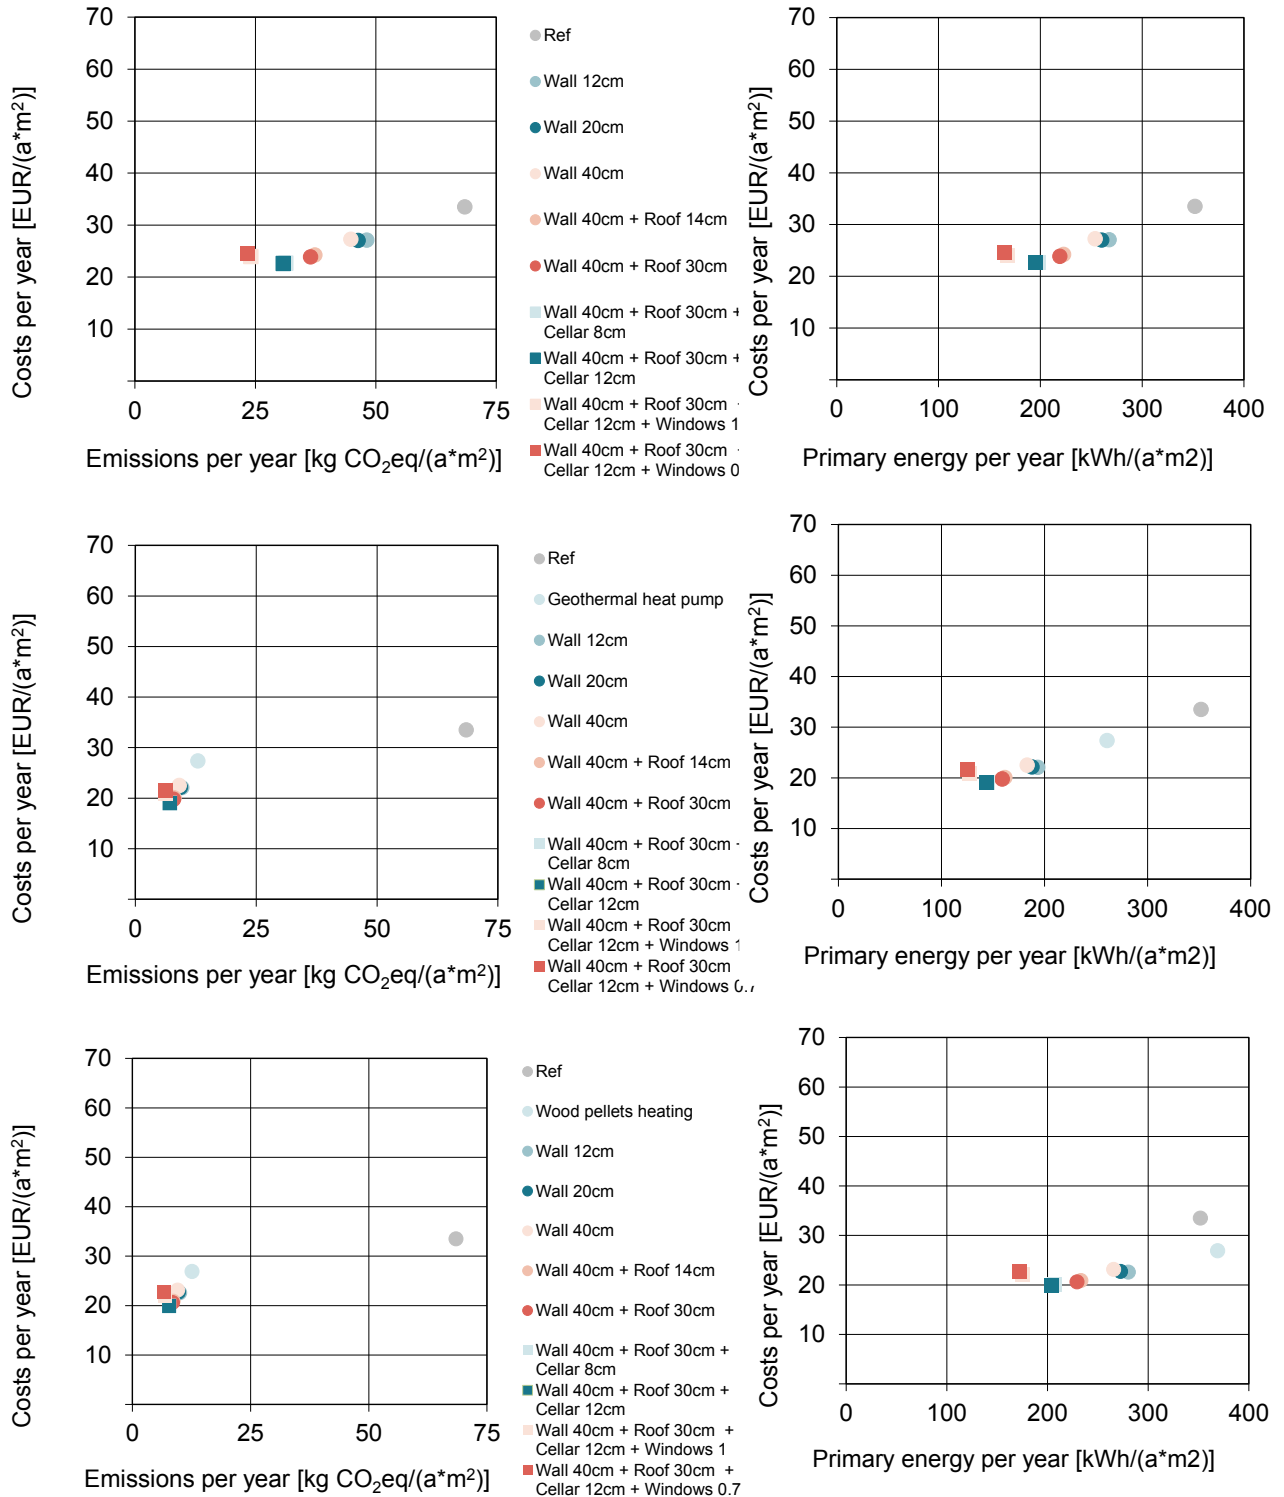 70
60
50
40
30
20
10
0
25
50
75
Costs per year [EUR/(a*m²)]
Emissions per year [kg CO₂eq/(a*m²)]
Ref
Wall 12cm
Wall 20cm
Wall 40cm
Wall 40cm + Roof 14cm
Wall 40cm + Roof 30cm
Wall 40cm + Roof 30cm +
Cellar 8cm
Wall 40cm + Roof 30cm +
Cellar 12cm
Wall 40cm + Roof 30cm
Cellar 12cm + Windows 1
Wall 40cm + Roof 30cm
Cellar 12cm + Windows 0
70
60
50
40
30
20
10
0
100
200
300
400
Costs per year [EUR/(a*m²)]
Primary energy per year [kWh/(a*m2)]
70
60
50
40
30
20
10
0
25
50
75
Costs per year [EUR/(a*m²)]
Emissions per year [kg CO₂eq/(a*m²)]
Ref
Geothermal heat pump
Wall 12cm
Wall 20cm
Wall 40cm
Wall 40cm + Roof 14cm
Wall 40cm + Roof 30cm
Wall 40cm + Roof 30cm
Cellar 8cm
Wall 40cm + Roof 30cm
Cellar 12cm
Wall 40cm + Roof 30cm
Cellar 12cm + Windows 1
Wall 40cm + Roof 30cm
Cellar 12cm + Windows 0.7
70
60
50
40
30
20
10
0
100
200
300
400
Costs per year [EUR/(a*m²)]
Primary energy per year [kWh/(a*m2)]
70
60
50
40
30
20
10
0
25
50
75
Costs per year [EUR/(a*m²)]
Emissions per year [kg CO₂eq/(a*m²)]
Ref
Wood pellets heating
Wall 12cm
Wall 20cm
Wall 40cm
Wall 40cm + Roof 14cm
Wall 40cm + Roof 30cm
Wall 40cm + Roof 30cm +
Cellar 8cm
Wall 40cm + Roof 30cm +
Cellar 12cm
Wall 40cm + Roof 30cm +
Cellar 12cm + Windows 1
Wall 40cm + Roof 30cm +
Cellar 12cm + Windows 0.7
70
60
50
40
30
20
10
0
100
200
300
400
Costs per year [EUR/(a*m²)]
Primary energy per year [kWh/(a*m2)]